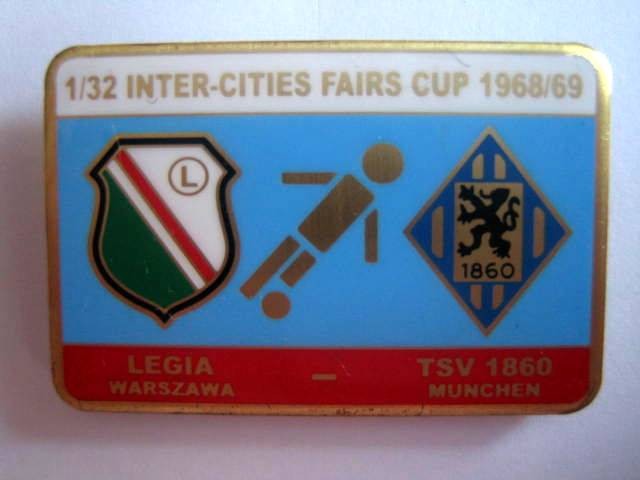 1/32 INTER-CITIES FAIRS CUP 1968/69
L
1860
LEGIA - TSV 1860
WARSZAWA MUNCHEN